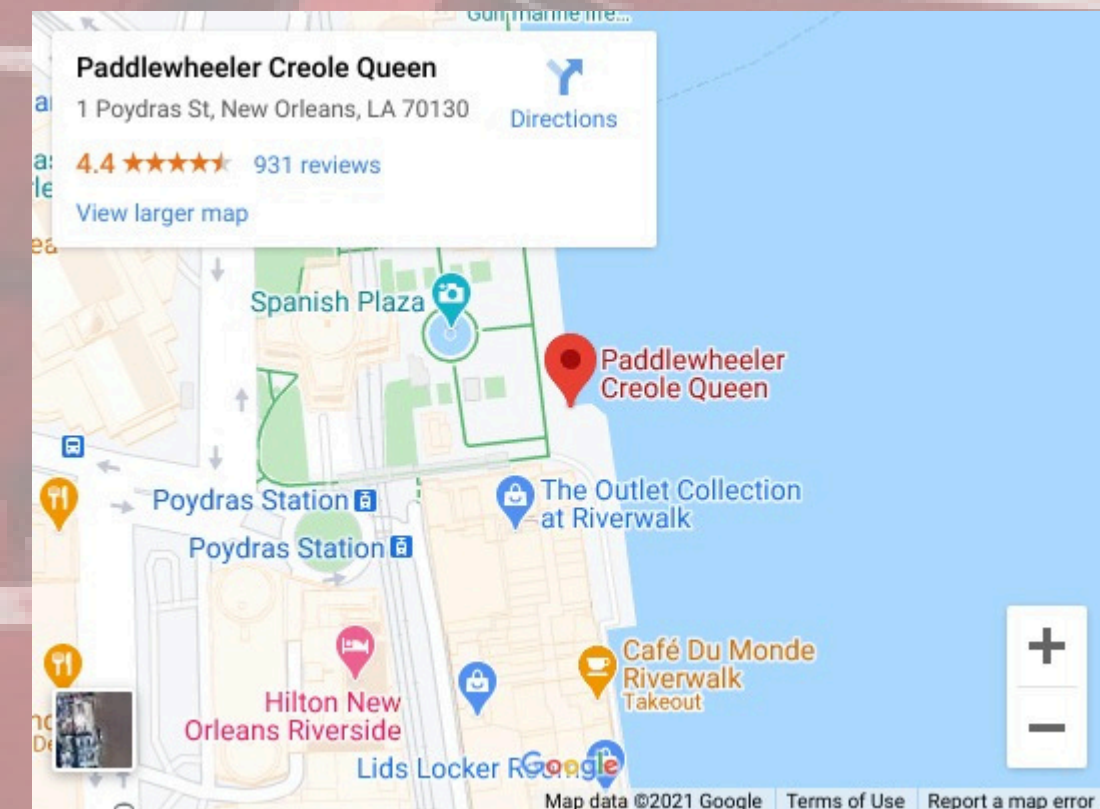 Paddlewheeler Creole Queen
1 Poydras St, New Orleans, LA 70130
Directions
4.4
931 reviews
View larger map
Spanish Plaza
Paddlewheeler
Creole Queen
The Outlet Collection
at Riverwalk
Poydras Station
Poydras Station
Café Du Monde
Riverwalk
Takeout
Hilton New
Orleans Riverside
Lids Locker
Google
Map data ©2021 Google
Terms of Use
Report a map error